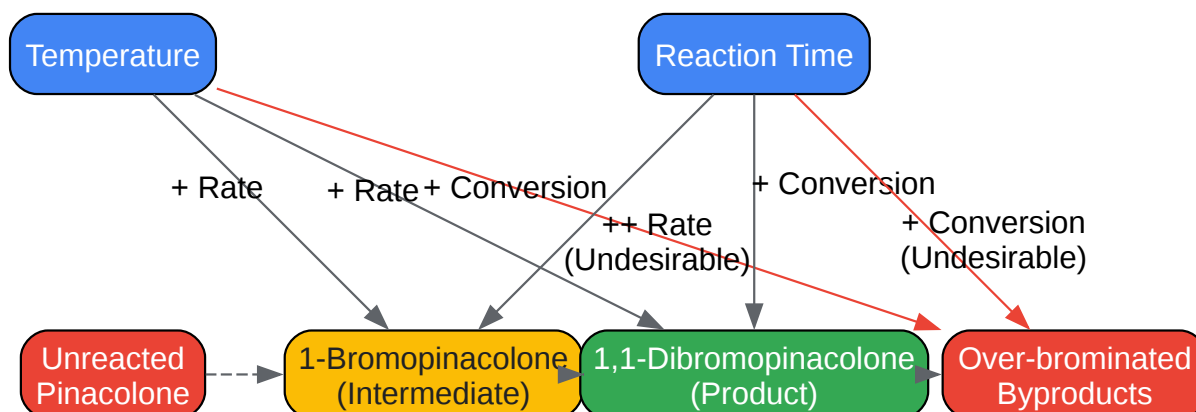 Temperature
Reaction Time
+ Rate
+ Rate
+ Conversion
++ Rate
(Undesirable)
+ Conversion
+ Conversion
(Undesirable)
Unreacted
Pinacolone
1-Bromopinacolone
(Intermediate)
1,1-Dibromopinacolone
(Product)
Over-brominated
Byproducts